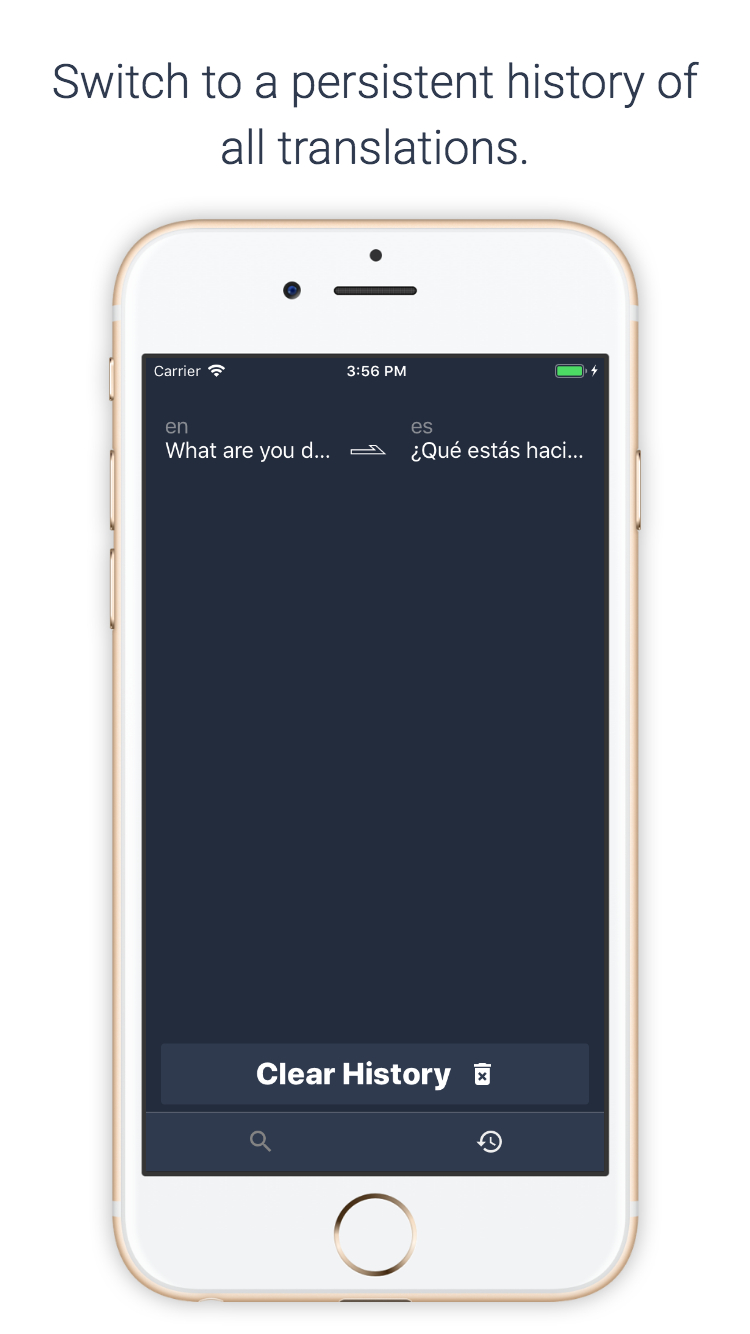 Switch to a persistent history of
all translations.
Carrier 3:56 PM
en es
What are you d... ¿Qué estás haci...
Clear History